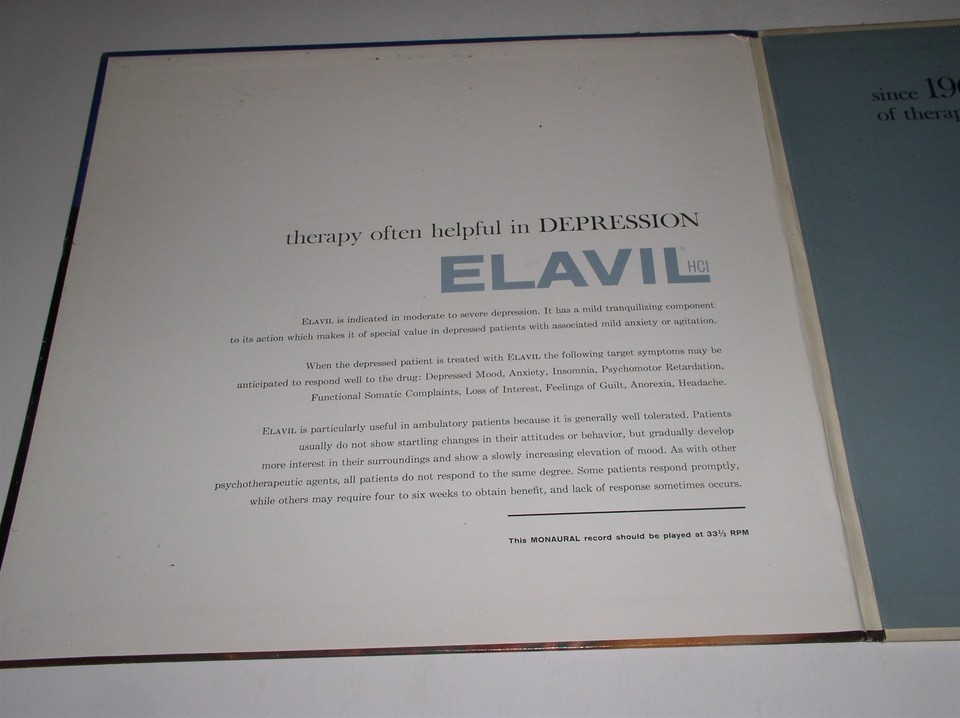 therapy often helpful in DEPRESSION
ELAVIL HCl
ELAVIL is indicated in moderate to severe depression. It has a mild tranquilizing component
to its action which makes it of special value in depressed patients with associated mild anxiety or agitation.
When the depressed patient is treated with ELAVIL the following target symptoms may be
anticipated to respond well to the drug: Depressed Mood, Anxiety, Insomnia, Psychomotor Retardation,
Functional Somatic Complaints, Loss of Interest, Feelings of Guilt, Anorexia, Headache.
ELAVIL is particularly useful in ambulatory patients because it is generally well tolerated. Patients
usually do not show startling changes in their attitudes or behavior, but gradually develop
more interest in their surroundings and show a slowly increasing elevation of mood. As with other
psychotherapeutic agents, all patients do not respond to the same degree. Some patients respond promptly,
while others may require four to six weeks to obtain benefit, and lack of response sometimes occurs.
This MONAURAL record should be played at 33⅓ RPM
since 19
of therap